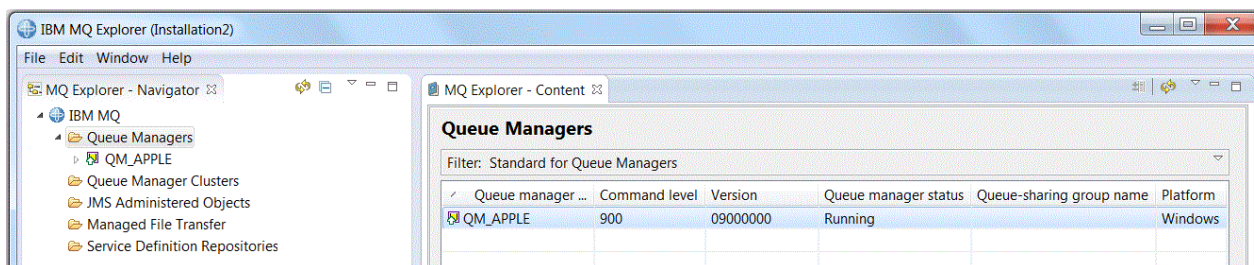 IBM MQ Explorer (Installation2)
File Edit Window Help
MQ Explorer - Navigator
IBM MQ
Queue Managers
QM_APPLE
Queue Manager Clusters
JMS Administered Objects
Managed File Transfer
Service Definition Repositories
MQ Explorer - Content
Queue Managers
Filter: Standard for Queue Managers
Queue manager ... Command level Version Queue manager status Queue-sharing group name Platform
QM_APPLE 900 09000000 Running Windows